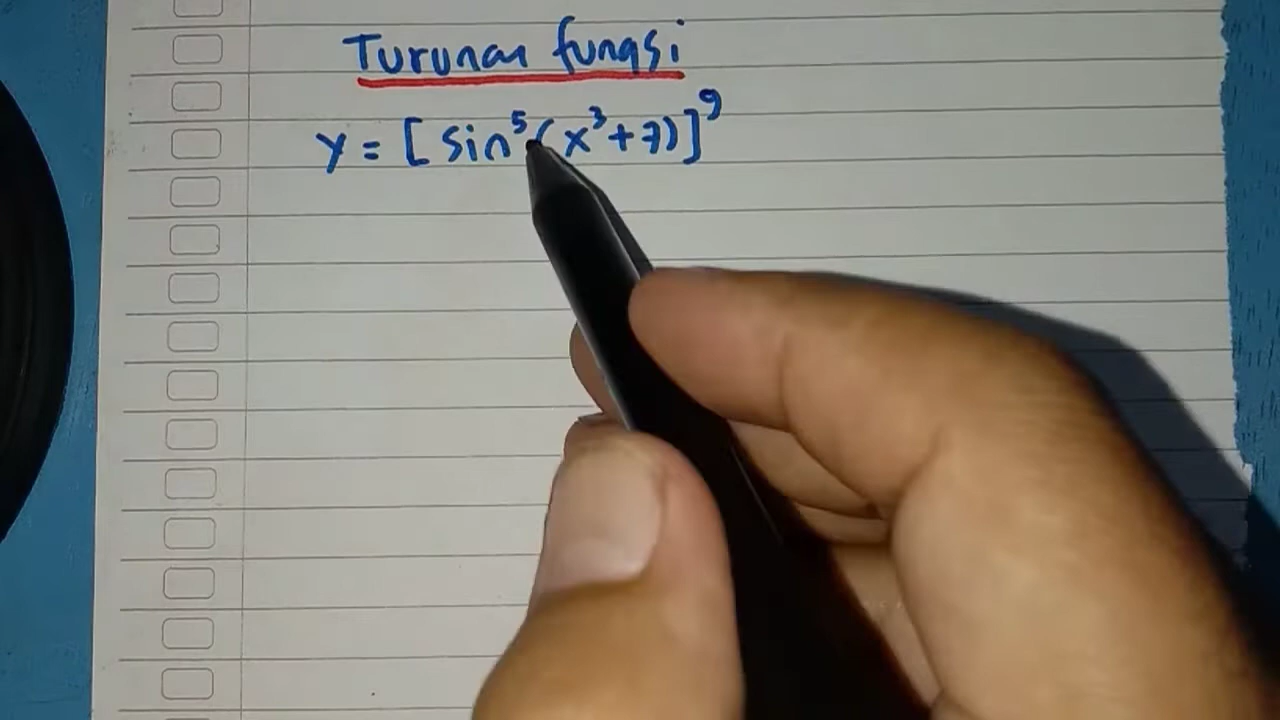 Turunan fungsi
y = [sin⁵(x³+7)]⁹